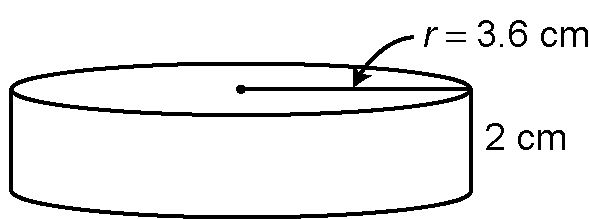 r = 3.6 cm
2 cm